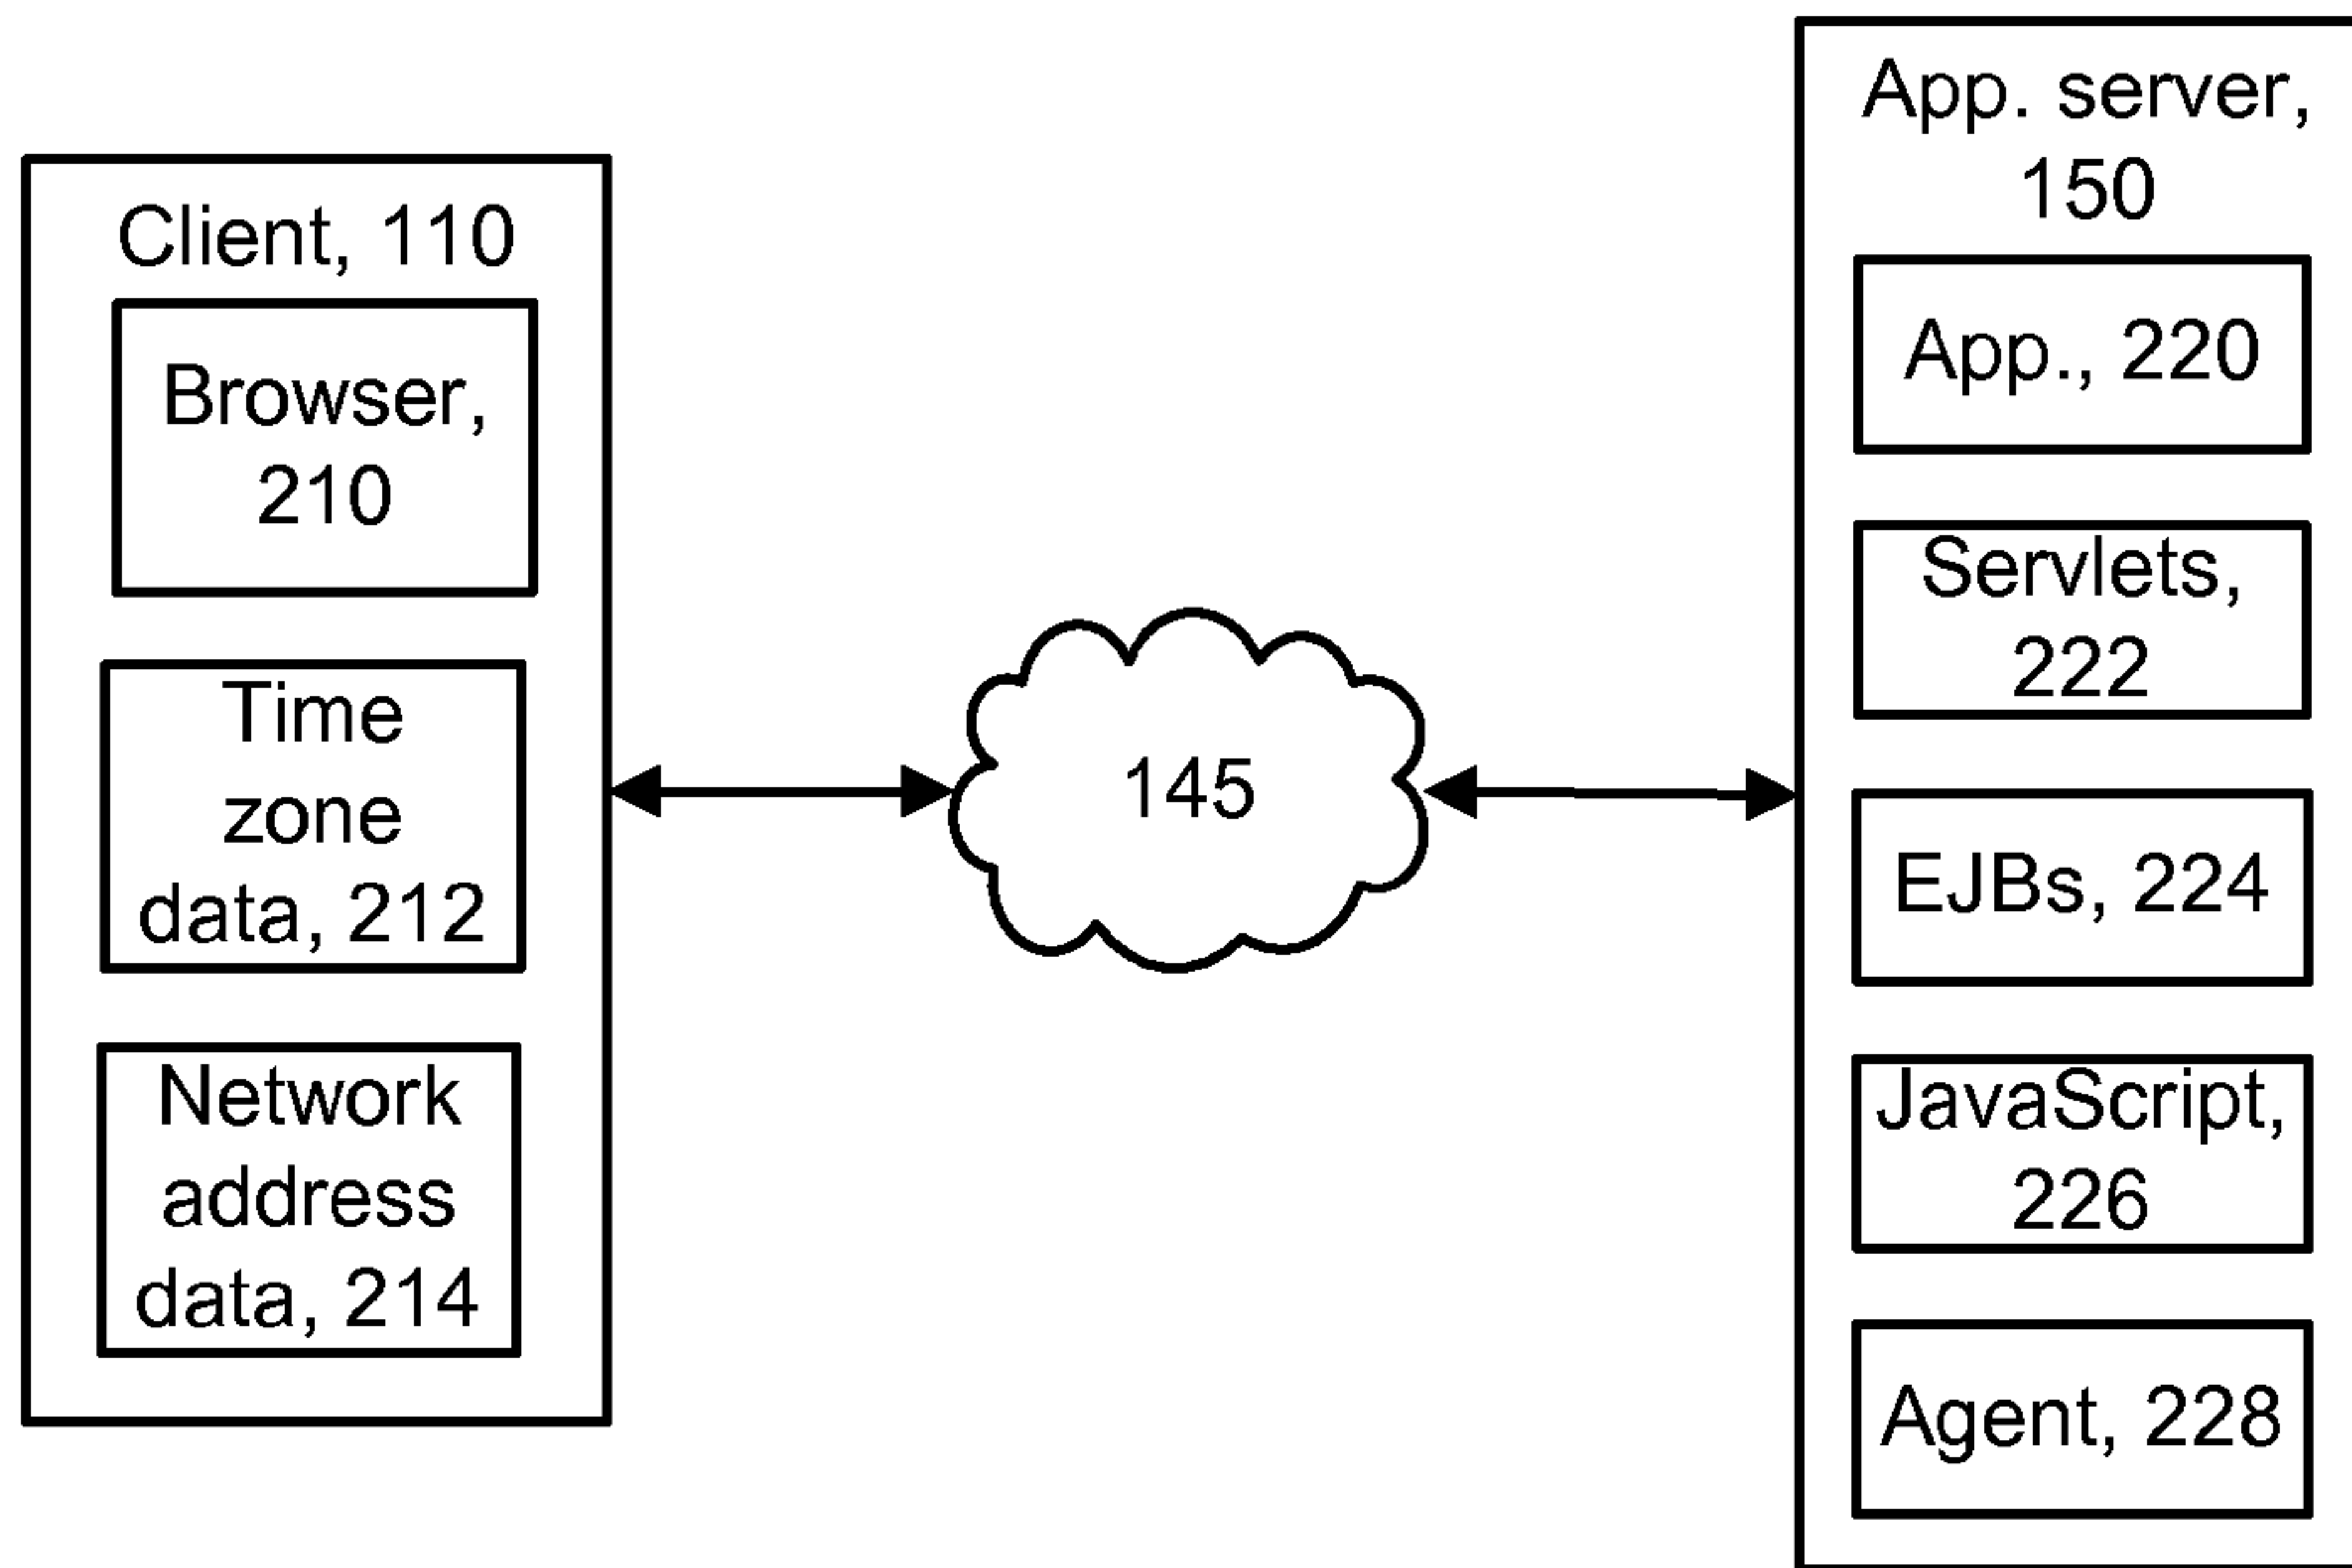 Client, 110
Browser,
210
Time
zone
data, 212
Network
address
data, 214
145
App. server,
150
App., 220
Servlets,
222
EJBs, 224
JavaScript,
226
Agent, 228